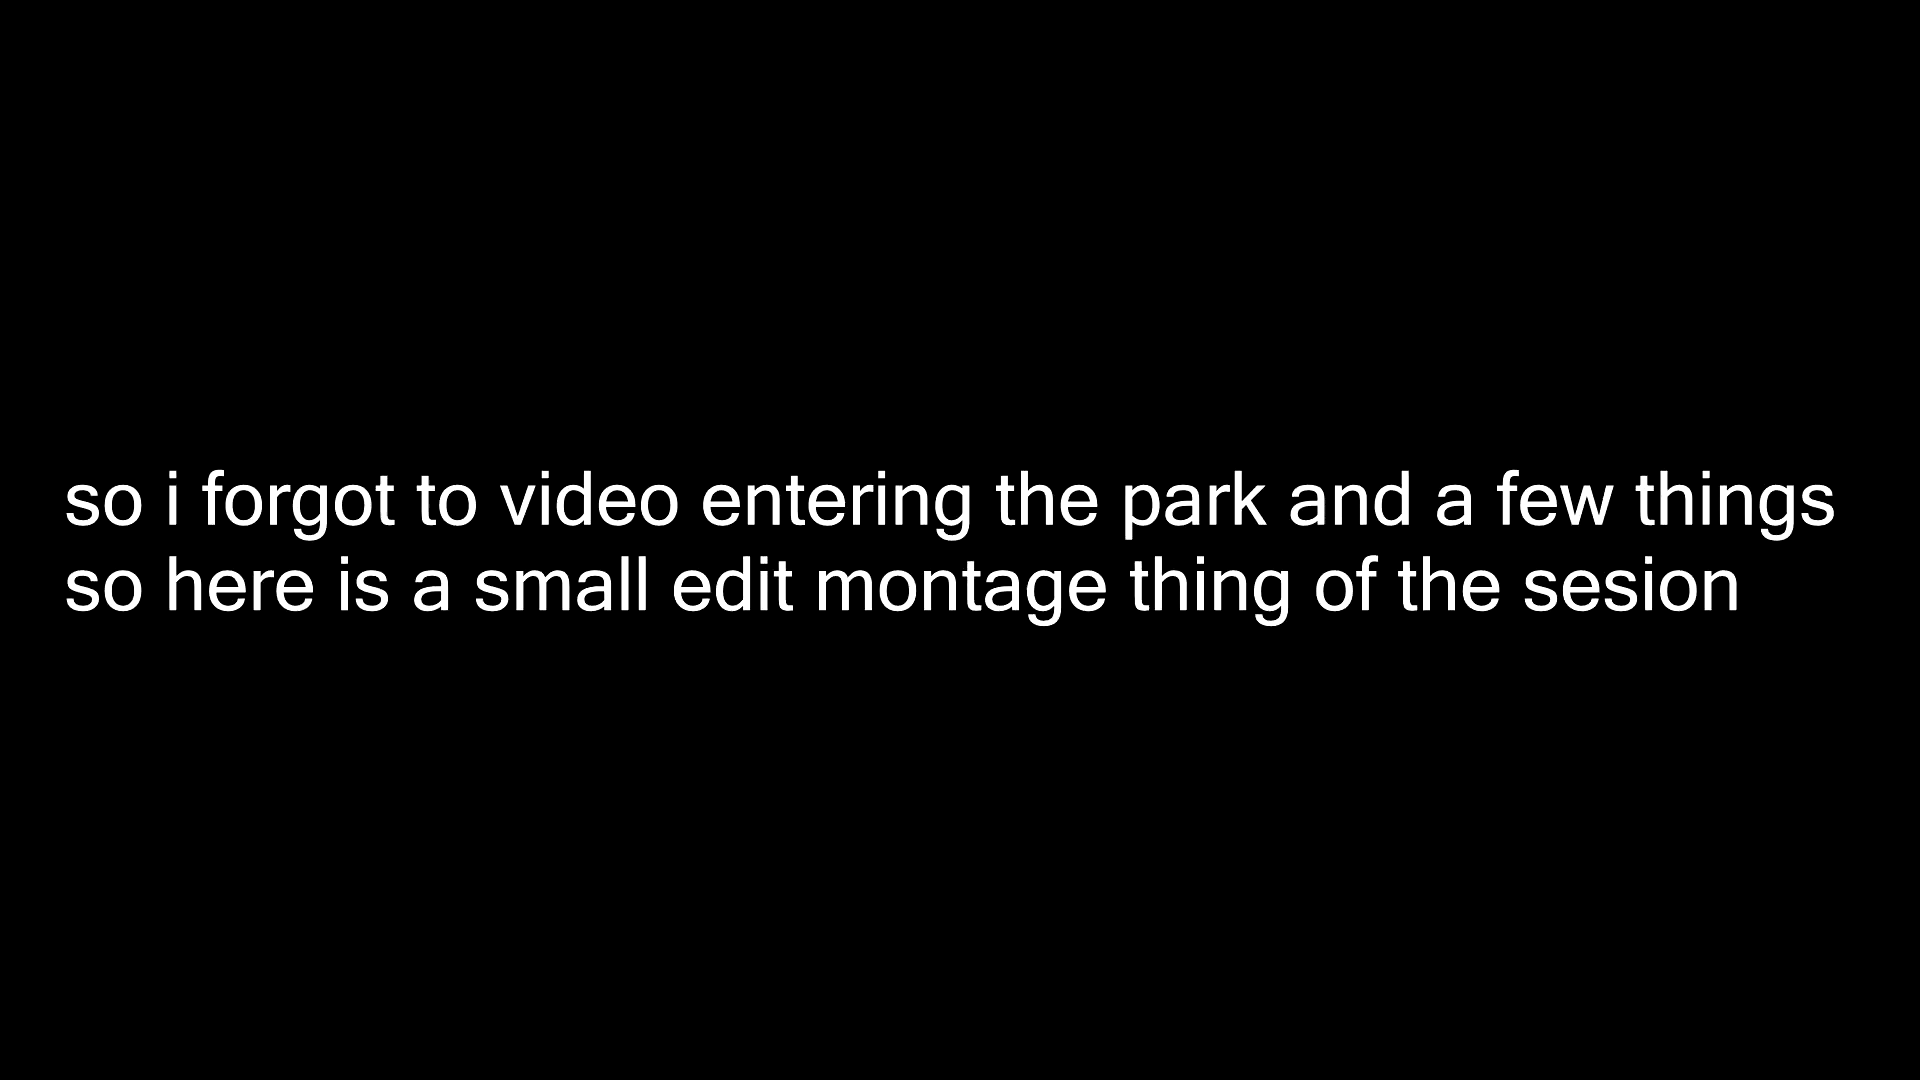 so i forgot to video entering the park and a few things
so here is a small edit montage thing of the sesion